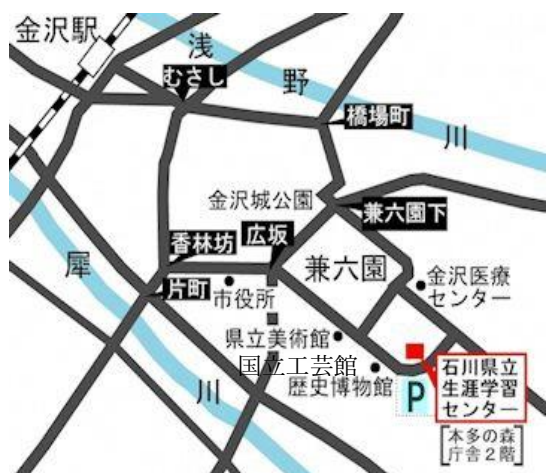 金沢駅
浅
野
川
むさし
橋場町
金沢城公園
兼六園下
香林坊
広坂
兼六園
金沢医療
センター
犀
川
片町
市役所
県立美術館
国立工芸館
歴史博物館
P
石川県立
生涯学習
センター
本多の森
庁舎2階